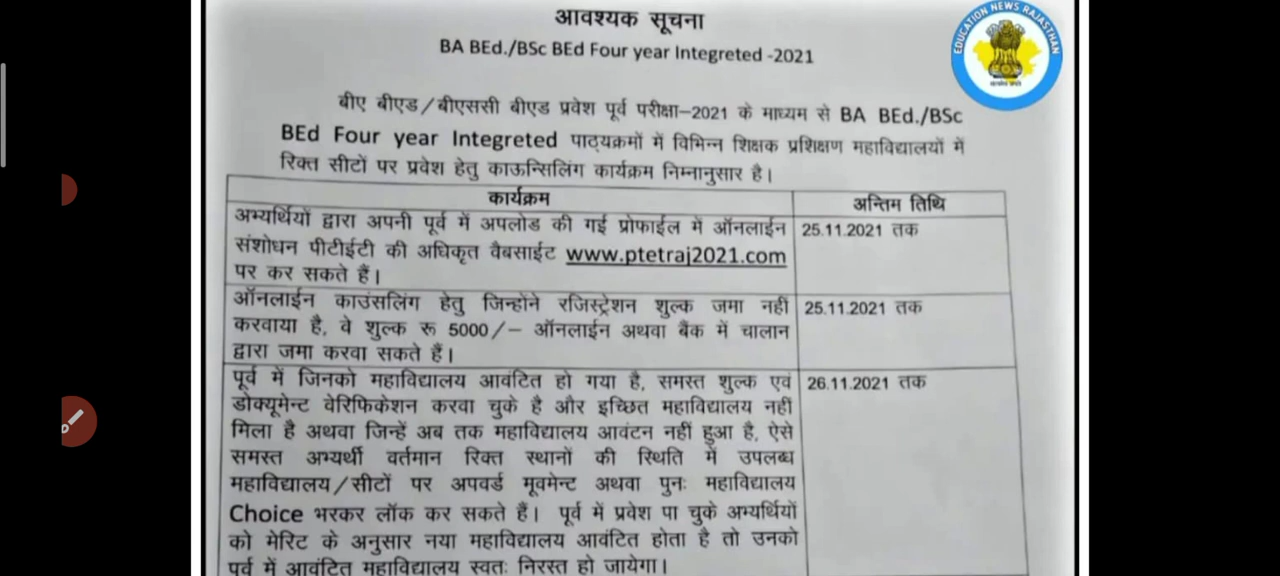 आवश्यक सूचना
BA BEd./BSc BEd Four year Integreted -2021
EDUCATION NEWS RAJASTHAN
बीए बीएड/बीएससी बीएड प्रवेश पूर्व परीक्षा–2021 के माध्यम से BA BEd./BSc
BEd Four year Integreted पाठ्यक्रमों में विभिन्न शिक्षक प्रशिक्षण महाविद्यालयों में
रिक्त सीटों पर प्रवेश हेतु काऊन्सिलिंग कार्यक्रम निम्नानुसार है।
कार्यक्रम
अन्तिम तिथि
अभ्यर्थियों द्वारा अपनी पूर्व में अपलोड की गई प्रोफाईल में ऑनलाईन
संशोधन पीटीईटी की अधिकृत वैबसाईट www.ptetraj2021.com
पर कर सकते हैं।
25.11.2021 तक
ऑनलाईन काउंसलिंग हेतु जिन्होंने रजिस्ट्रेशन शुल्क जमा नहीं
करवाया है, वे शुल्क रू 5000/– ऑनलाईन अथवा बैंक में चालान
द्वारा जमा करवा सकते हैं।
25.11.2021 तक
पूर्व में जिनको महाविद्यालय आवंटित हो गया है, समस्त शुल्क एवं
डोक्यूमेन्ट वेरिफिकेशन करवा चुके है और इच्छित महाविद्यालय नहीं
मिला है अथवा जिन्हें अब तक महाविद्यालय आवंटन नहीं हुआ है, ऐसे
समस्त अभ्यर्थी वर्तमान रिक्त स्थानों की स्थिति में उपलब्ध
महाविद्यालय/सीटों पर अपवर्ड मूवमेन्ट अथवा पुनः महाविद्यालय
Choice भरकर लॉक कर सकते हैं। पूर्व में प्रवेश पा चुके अभ्यर्थियों
को मेरिट के अनुसार नया महाविद्यालय आवंटित होता है तो उनको
पूर्व में आवंटित महाविद्यालय स्वतः निरस्त हो जायेगा।
26.11.2021 तक